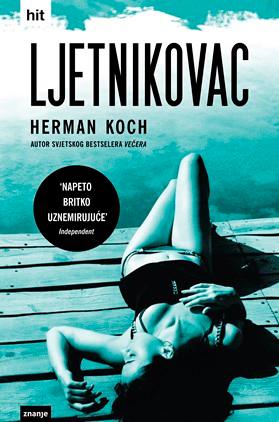 hit
LJETNIKOVAC
HERMAN KOCH
AUTOR SVJETSKOG BESTSELERA VEČERA
'NAPETO
BRITKO
UZNEMIRUJUĆE'
Independent
znanje